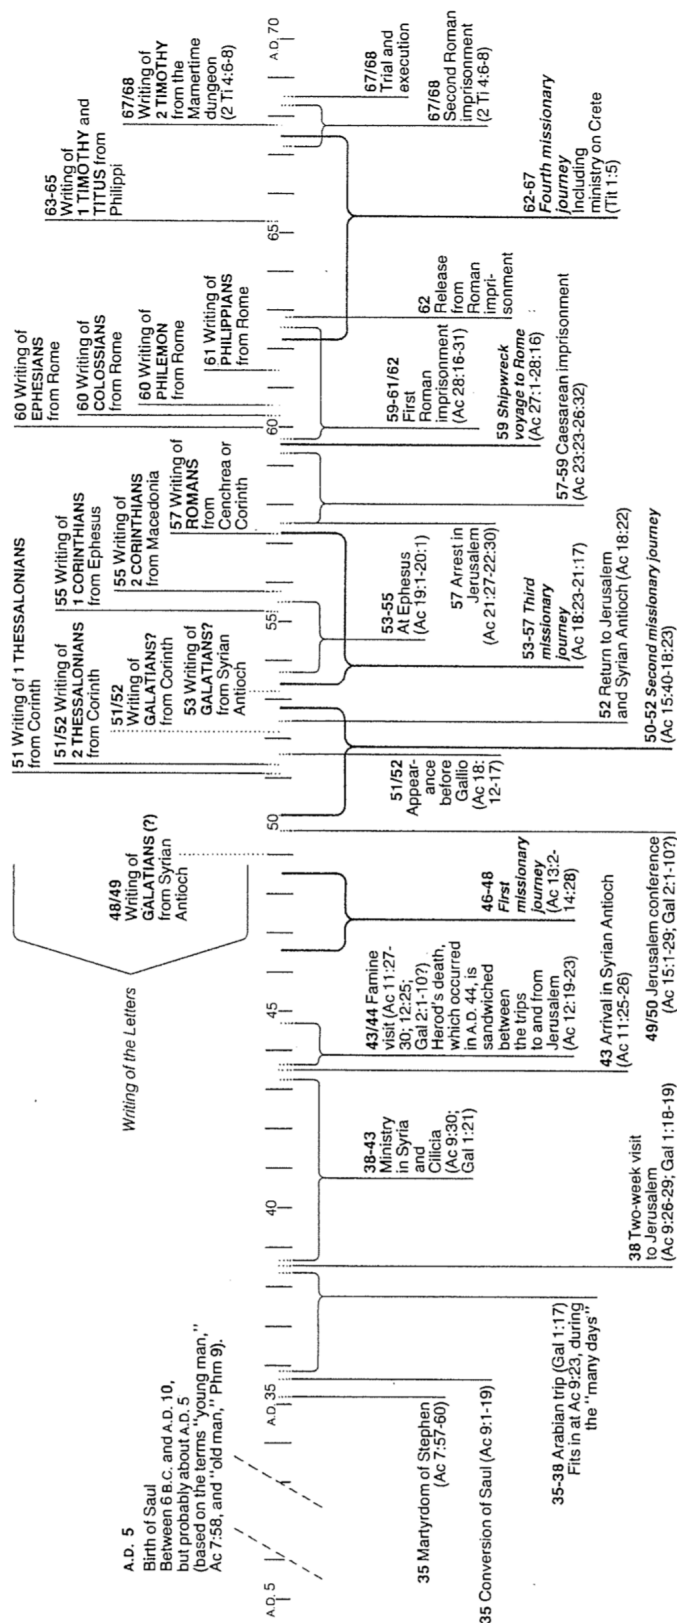 A.D. 5
Birth of Saul
Between 6 B.C. and A.D. 10,
but probably about A.D. 5
(based on the terms "young man,"
Ac 7:58, and "old man," Phm 9).
Writing of the Letters
48/49
Writing of
GALATIANS (?)
from Syrian
Antioch
51 Writing of 1 THESSALONIANS
from Corinth
51/52 Writing of
2 THESSALONIANS
from Corinth
51/52
Writing of
GALATIANS?
from Corinth
53 Writing of
GALATIANS?
from Syrian
Antioch
55 Writing of
1 CORINTHIANS
from Ephesus
55 Writing of
2 CORINTHIANS
from Macedonia
57 Writing of
ROMANS
from
Cenchrea or
Corinth
60 Writing of
EPHESIANS
from Rome
60 Writing of
COLOSSIANS
from Rome
60 Writing of
PHILEMON
from Rome
61 Writing of
PHILIPPIANS
from Rome
63-65
Writing of
1 TIMOTHY and
TITUS from
Philippi
67/68
Writing of
2 TIMOTHY
from the
Mamertime
dungeon
(2 Ti 4:6-8)
A.D. 5
A.D. 35
40
45
50
55
60
65
A.D. 70
35 Martyrdom of Stephen
(Ac 7:57-60)
35 Conversion of Saul (Ac 9:1-19)
35-38 Arabian trip (Gal 1:17)
Fits in at Ac 9:23, during
the "many days"
38 Two-week visit
to Jerusalem
(Ac 9:26-29; Gal 1:18-19)
38-43
Ministry
in Syria
and
Cilicia
(Ac 9:30;
Gal 1:21)
43/44 Famine
visit (Ac 11:27-
30; 12:25;
Gal 2:1-10?)
Herod's death,
which occurred
in A.D. 44, is
sandwiched
between
the trips
to and from
Jerusalem
(Ac 12:19-23)
43 Arrival in Syrian Antioch
(Ac 11:25-26)
46-48
First
missionary
journey
(Ac 13:2-
14:28)
49/50 Jerusalem conference
(Ac 15:1-29; Gal 2:1-10?)
51/52
Appear-
ance
before
Gallio
(Ac 18:
12-17)
50-52 Second missionary journey
(Ac 15:40-18:23)
52 Return to Jerusalem
and Syrian Antioch (Ac 18:22)
53-55
At Ephesus
(Ac 19:1-20:1)
53-57 Third
missionary
journey
(Ac 18:23-21:17)
57 Arrest in
Jerusalem
(Ac 21:27-22:30)
57-59 Caesarean imprisonment
(Ac 23:23-26:32)
59 Shipwreck
voyage to Rome
(Ac 27:1-28:16)
59-61/62
First
Roman
imprisonment
(Ac 28:16-31)
62
Release
from
Roman
impri-
sonment
62-67
Fourth missionary
journey
Including
ministry on Crete
(Tit 1:5)
67/68
Trial and
execution
67/68
Second Roman
imprisonment
(2 Ti 4:6-8)